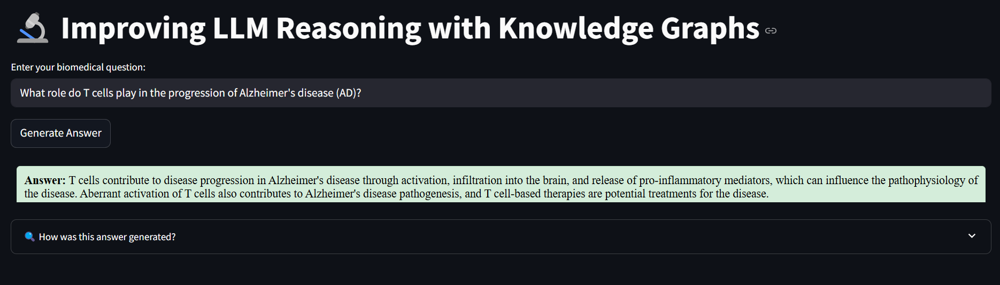 Improving LLM Reasoning with Knowledge Graphs
Enter your biomedical question:
What role do T cells play in the progression of Alzheimer's disease (AD)?
Generate Answer
Answer: T cells contribute to disease progression in Alzheimer's disease through activation, infiltration into the brain, and release of pro-inflammatory mediators, which can influence the pathophysiology of
the disease. Aberrant activation of T cells also contributes to Alzheimer's disease pathogenesis, and T cell-based therapies are potential treatments for the disease.
How was this answer generated?